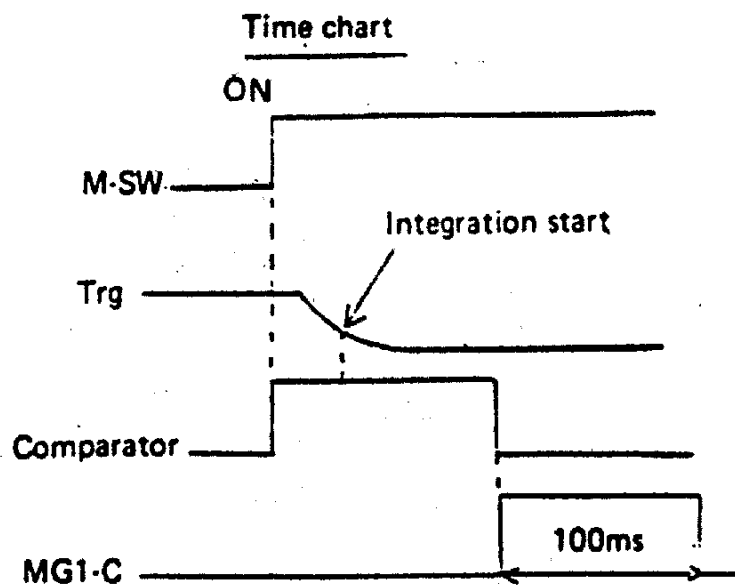 Time chart
ON
M-SW
Integration start
Trg
Comparator
100ms
MG1-C